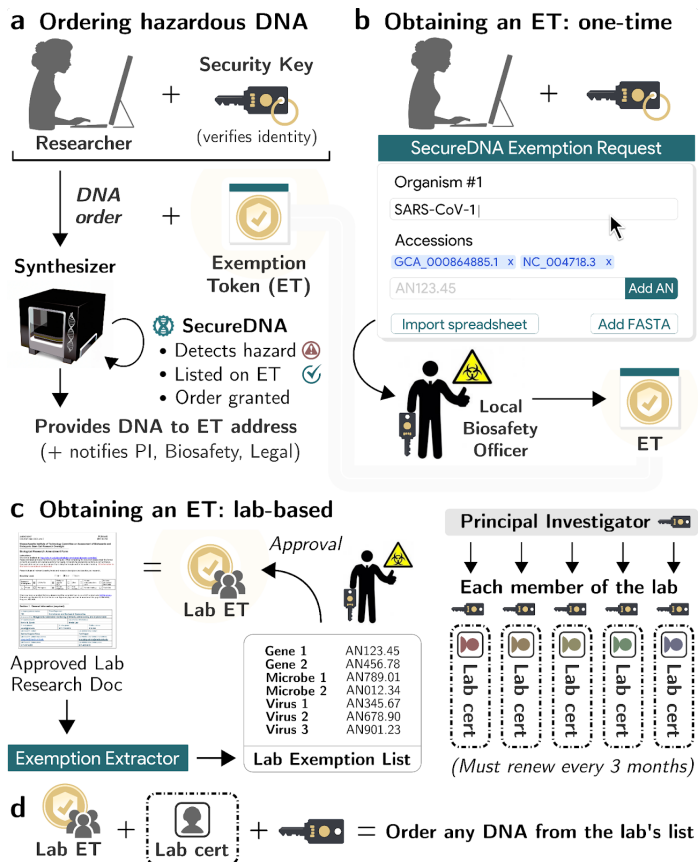 a Ordering hazardous DNA
Security Key
+
(verifies identity)
Researcher
DNA
order
+
Synthesizer
Exemption
Token (ET)
SecureDNA
• Detects hazard
• Listed on ET
• Order granted
Provides DNA to ET address
(+ notifies PI, Biosafety, Legal)
b Obtaining an ET: one-time
+
SecureDNA Exemption Request
Organism #1
SARS-CoV-1
Accessions
GCA_000864885.1 x NC_004718.3 x
AN123.45 Add AN
Import spreadsheet Add FASTA
Local
Biosafety
Officer
ET
c Obtaining an ET: lab-based
=
Lab ET
Approval
Approved Lab
Research Doc
Exemption Extractor
Gene 1 AN123.45
Gene 2 AN456.78
Microbe 1 AN789.01
Microbe 2 AN012.34
Virus 1 AN345.67
Virus 2 AN678.90
Virus 3 AN901.23
Lab Exemption List
Principal Investigator
Each member of the lab
Lab cert
Lab cert
Lab cert
Lab cert
Lab cert
(Must renew every 3 months)
d
Lab ET + Lab cert + = Order any DNA from the lab's list